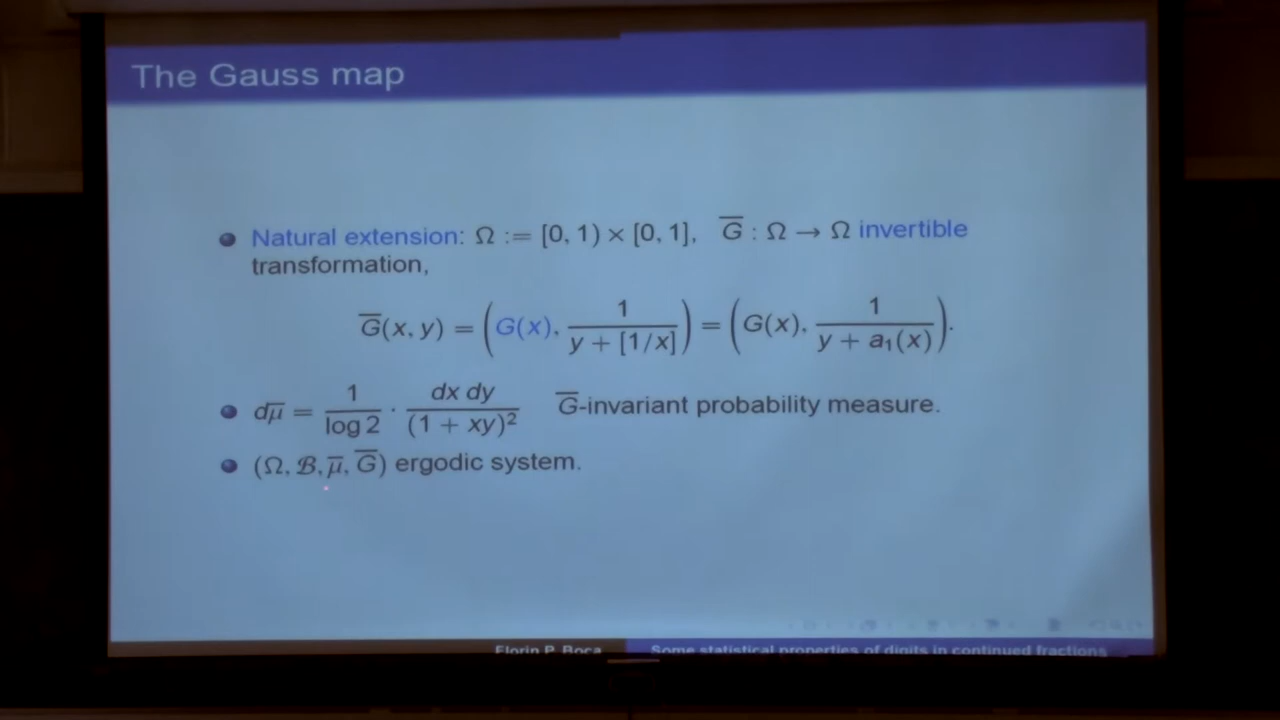 The Gauss map
Natural extension: Ω := [0, 1) × [0, 1], G̅ : Ω → Ω invertible
transformation,
G̅(x, y) = (G(x), 1/(y + [1/x])) = (G(x), 1/(y + a₁(x))).
dμ̅ = 1/log 2 · dx dy/(1 + xy)² G̅-invariant probability measure.
(Ω, ℬ, μ̅, G̅) ergodic system.
Florin P. Boca Some statistical properties of digits in continued fractions